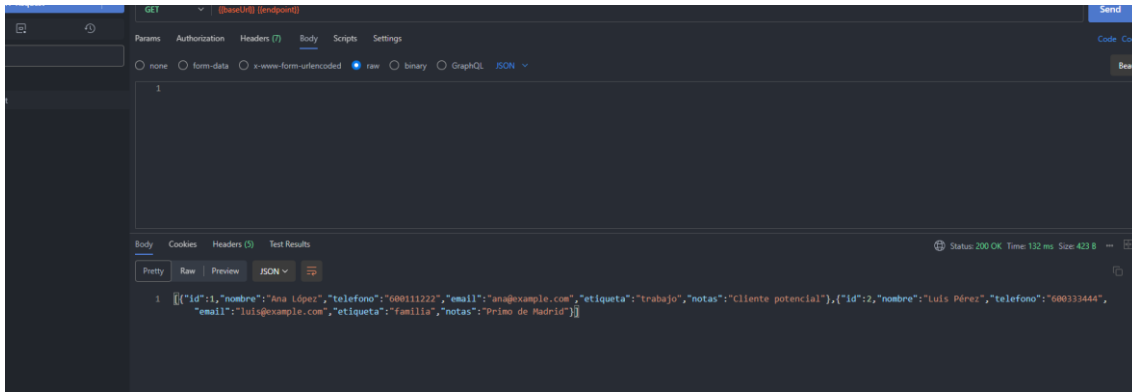 GET {{baseUrl}} {{endpoint}} Send
Params Authorization Headers (7) Body Scripts Settings Code
none form-data x-www-form-urlencoded raw binary GraphQL JSON
1
Body Cookies Headers (5) Test Results Status: 200 OK Time: 132 ms Size: 423 B
Pretty Raw Preview JSON
1 [{"id":1,"nombre":"Ana López","telefono":"600111222","email":"ana@example.com","etiqueta":"trabajo","notas":"Cliente potencial"},{"id":2,"nombre":"Luis Pérez","telefono":"600333444",
"email":"luis@example.com","etiqueta":"familia","notas":"Primo de Madrid"}]